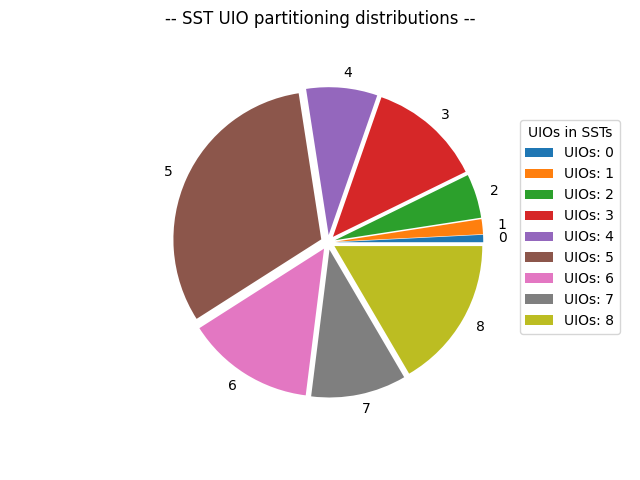 -- SST UIO partitioning distributions --
4
3
5
2
1
0
8
6
7
UIOs in SSTs
UIOs: 0
UIOs: 1
UIOs: 2
UIOs: 3
UIOs: 4
UIOs: 5
UIOs: 6
UIOs: 7
UIOs: 8